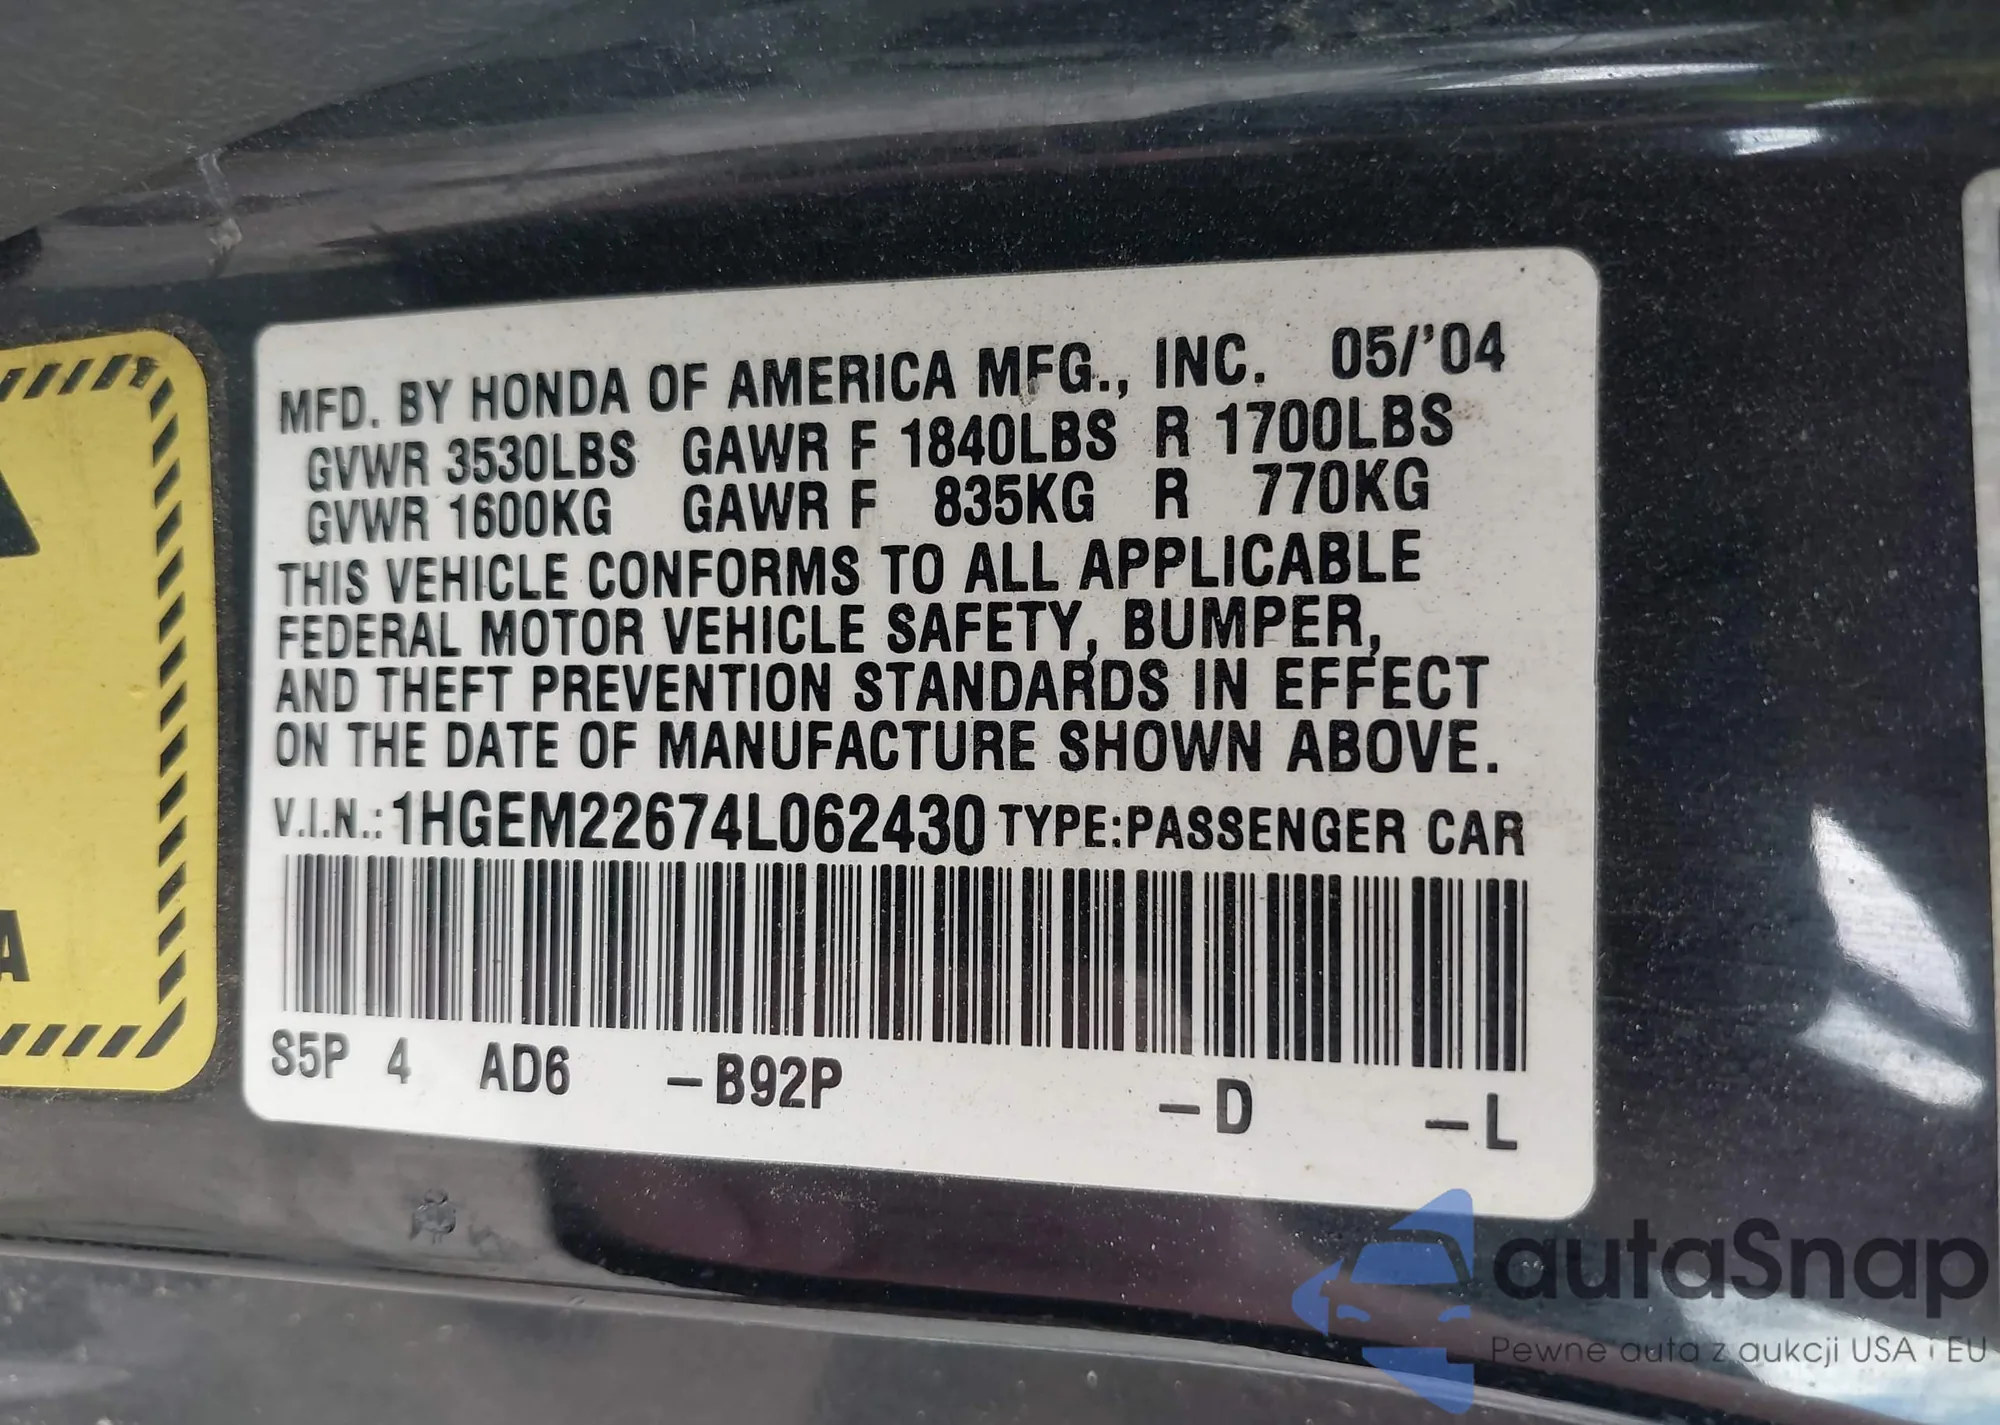 MFD. BY HONDA OF AMERICA MFG., INC. 05/'04
GVWR 3530LBS GAWR F 1840LBS R 1700LBS
GVWR 1600KG GAWR F 835KG R 770KG
THIS VEHICLE CONFORMS TO ALL APPLICABLE
FEDERAL MOTOR VEHICLE SAFETY, BUMPER,
AND THEFT PREVENTION STANDARDS IN EFFECT
ON THE DATE OF MANUFACTURE SHOWN ABOVE.
V.I.N.: 1HGEM22674L062430 TYPE:PASSENGER CAR
S5P 4 AD6 –B92P –D –L
A
autaSnap
Pewne auta z aukcji USA i EU